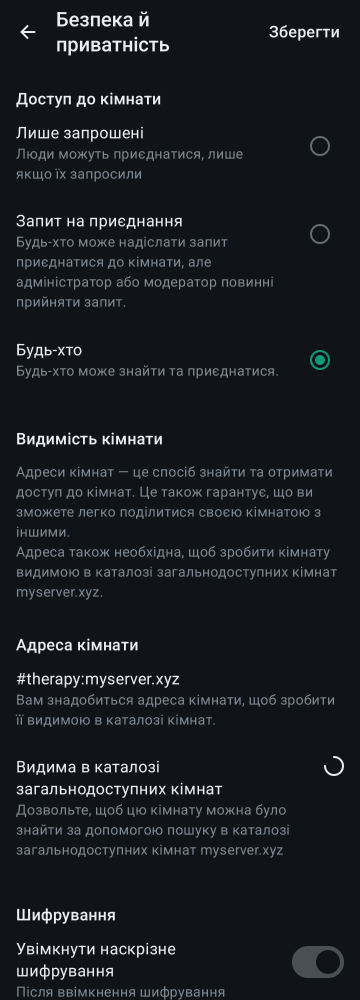 Безпека й
приватність
Зберегти
Доступ до кімнати
Лише запрошені
Люди можуть приєднатися, лише
якщо їх запросили
Запит на приєднання
Будь-хто може надіслати запит
приєднатися до кімнати, але
адміністратор або модератор повинні
прийняти запит.
Будь-хто
Будь-хто може знайти та приєднатися.
Видимість кімнати
Адреси кімнат — це спосіб знайти та отримати
доступ до кімнат. Це також гарантує, що ви
зможете легко поділитися своєю кімнатою з
іншими.
Адреса також необхідна, щоб зробити кімнату
видимою в каталозі загальнодоступних кімнат
myserver.xyz.
Адреса кімнати
#therapy:myserver.xyz
Вам знадобиться адреса кімнати, щоб зробити
її видимою в каталозі кімнат.
Видима в каталозі
загальнодоступних кімнат
Дозвольте, щоб цю кімнату можна було
знайти за допомогою пошуку в каталозі
загальнодоступних кімнат myserver.xyz
Шифрування
Увімкнути наскрізне
шифрування
Після ввімкнення шифрування